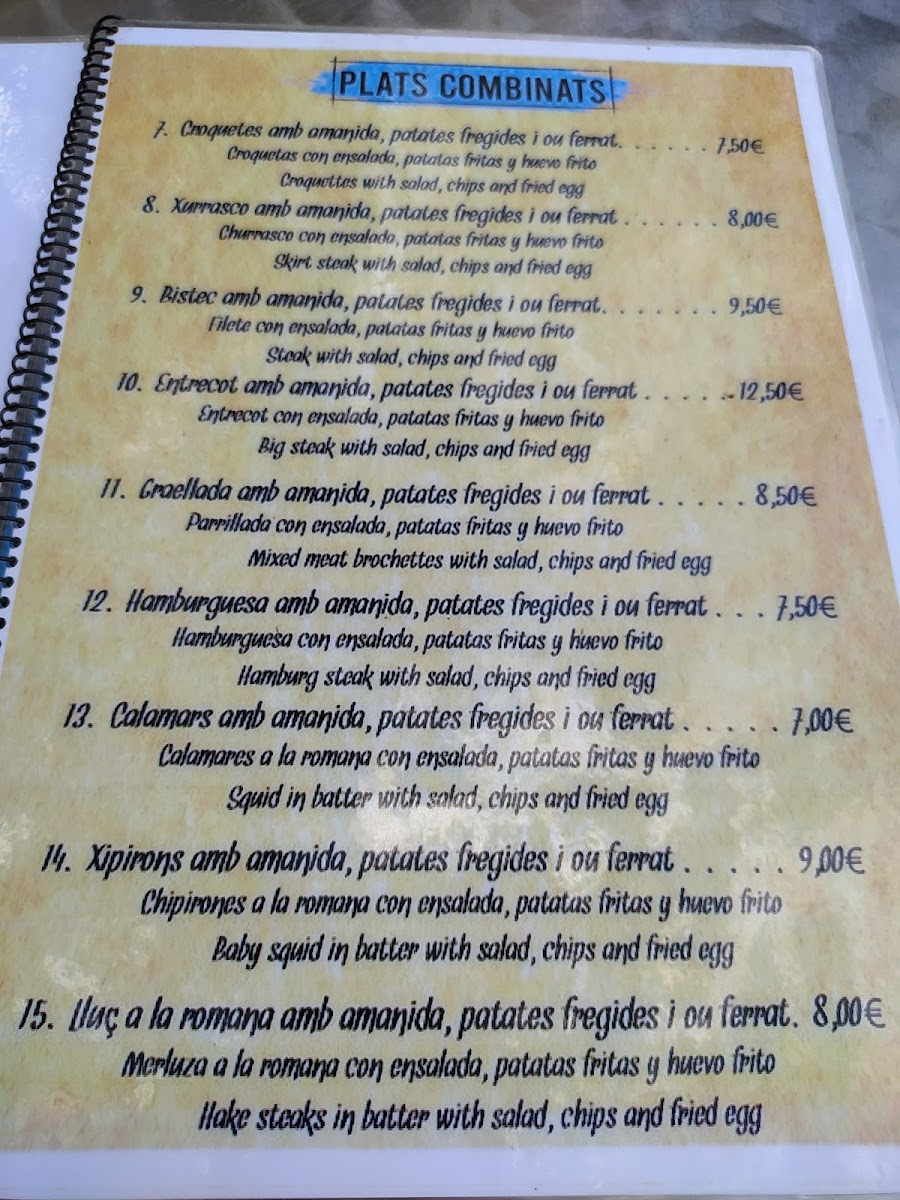 PLATS COMBINATS
7. Croquetes amb amanida, patates fregides i ou ferrat. . . . . . . 7,50€
Croquetas con ensalada, patatas fritas y huevo frito
Croquettes with salad, chips and fried egg
8. Xurrasco amb amanida, patates fregides i ou ferrat . . . . . . . 8,00€
Churrasco con ensalada, patatas fritas y huevo frito
Skirt steak with salad, chips and fried egg
9. Bistec amb amanida, patates fregides i ou ferrat. . . . . . . . 9,50€
Filete con ensalada, patatas fritas y huevo frito
Steak with salad, chips and fried egg
10. Entrecot amb amanida, patates fregides i ou ferrat . . . . . . 12,50€
Entrecot con ensalada, patatas fritas y huevo frito
Big steak with salad, chips and fried egg
11. Graellada amb amanida, patates fregides i ou ferrat . . . . . 8,50€
Parrillada con ensalada, patatas fritas y huevo frito
Mixed meat brochettes with salad, chips and fried egg
12. Hamburguesa amb amanida, patates fregides i ou ferrat . . . 7,50€
Hamburguesa con ensalada, patatas fritas y huevo frito
Hamburg steak with salad, chips and fried egg
13. Calamars amb amanida, patates fregides i ou ferrat . . . . . 7,00€
Calamares a la romana con ensalada, patatas fritas y huevo frito
Squid in batter with salad, chips and fried egg
14. Xipirons amb amanida, patates fregides i ou ferrat . . . . . 9,00€
Chipirones a la romana con ensalada, patatas fritas y huevo frito
Baby squid in batter with salad, chips and fried egg
15. Lluç a la romana amb amanida, patates fregides i ou ferrat. 8,00€
Merluza a la romana con ensalada, patatas fritas y huevo frito
Hake steaks in batter with salad, chips and fried egg